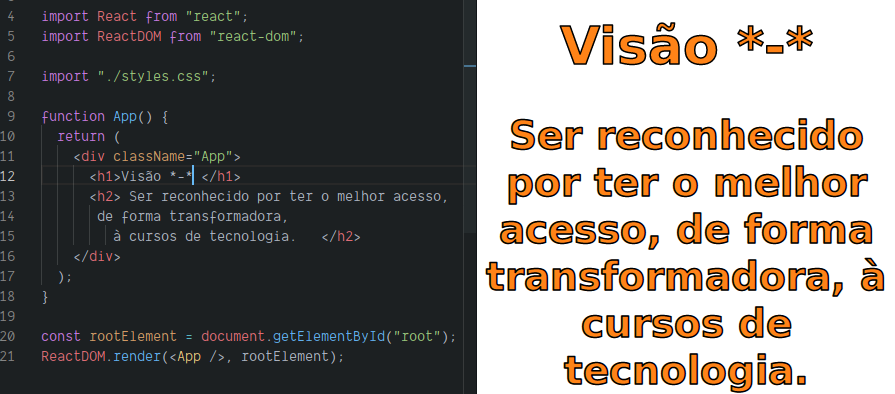 4 import React from "react";
5 import ReactDOM from "react-dom";
6
7 import "./styles.css";
8
9 function App() {
10 return (
11 <div className="App">
12 <h1>Visão *-* </h1>
13 <h2> Ser reconhecido por ter o melhor acesso,
14 de forma transformadora,
15 à cursos de tecnologia. </h2>
16 </div>
17 );
18 }
19
20 const rootElement = document.getElementById("root");
21 ReactDOM.render(<App />, rootElement);
Visão *-*
Ser reconhecido
por ter o melhor
acesso, de forma
transformadora, à
cursos de
tecnologia.